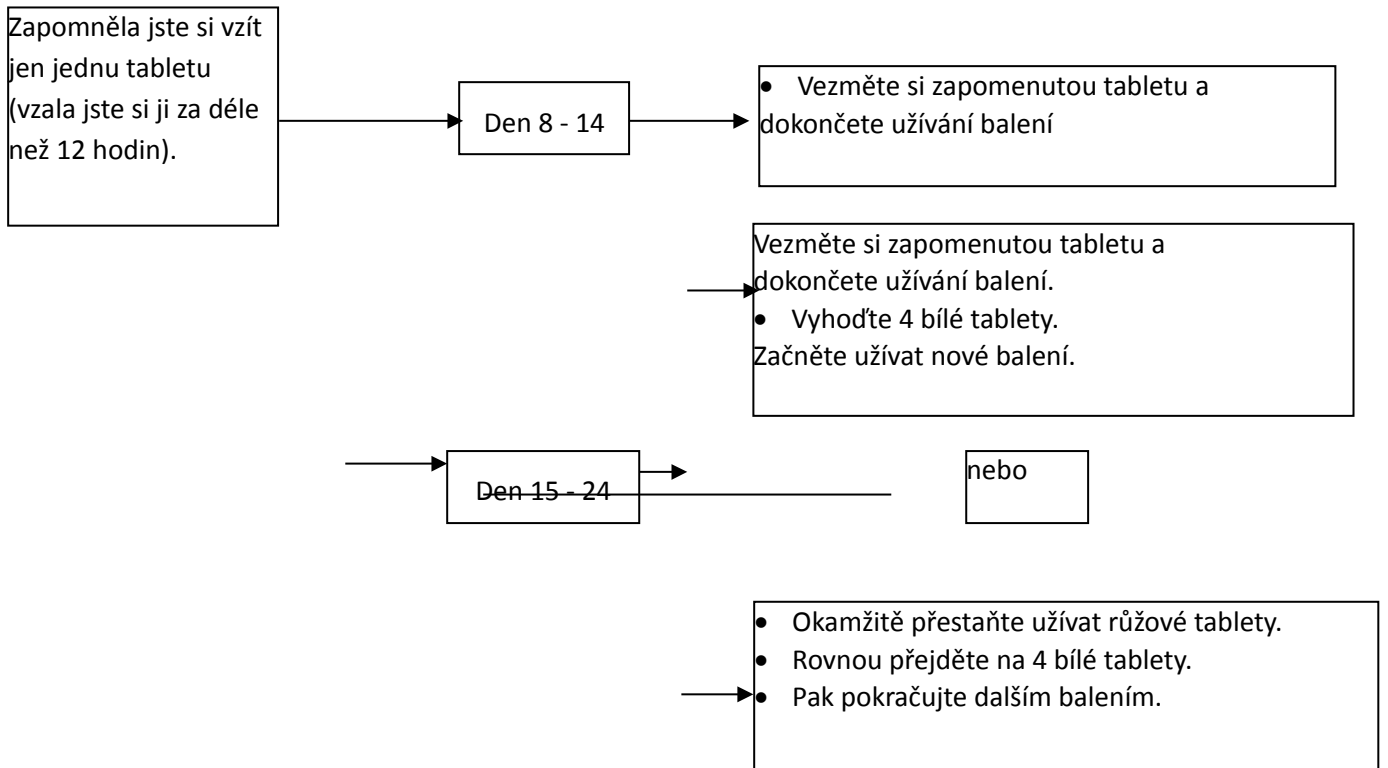 Zapomněla jste si vzít
jen jednu tabletu
(vzala jste si ji za déle
než 12 hodin).
Den 8 - 14
• Vezměte si zapomenutou tabletu a
dokončete užívání balení
Vezměte si zapomenutou tabletu a
dokončete užívání balení.
• Vyhoďte 4 bílé tablety.
Začněte užívat nové balení.
Den 15 - 24
nebo
• Okamžitě přestaňte užívat růžové tablety.
• Rovnou přejděte na 4 bílé tablety.
• Pak pokračujte dalším balením.